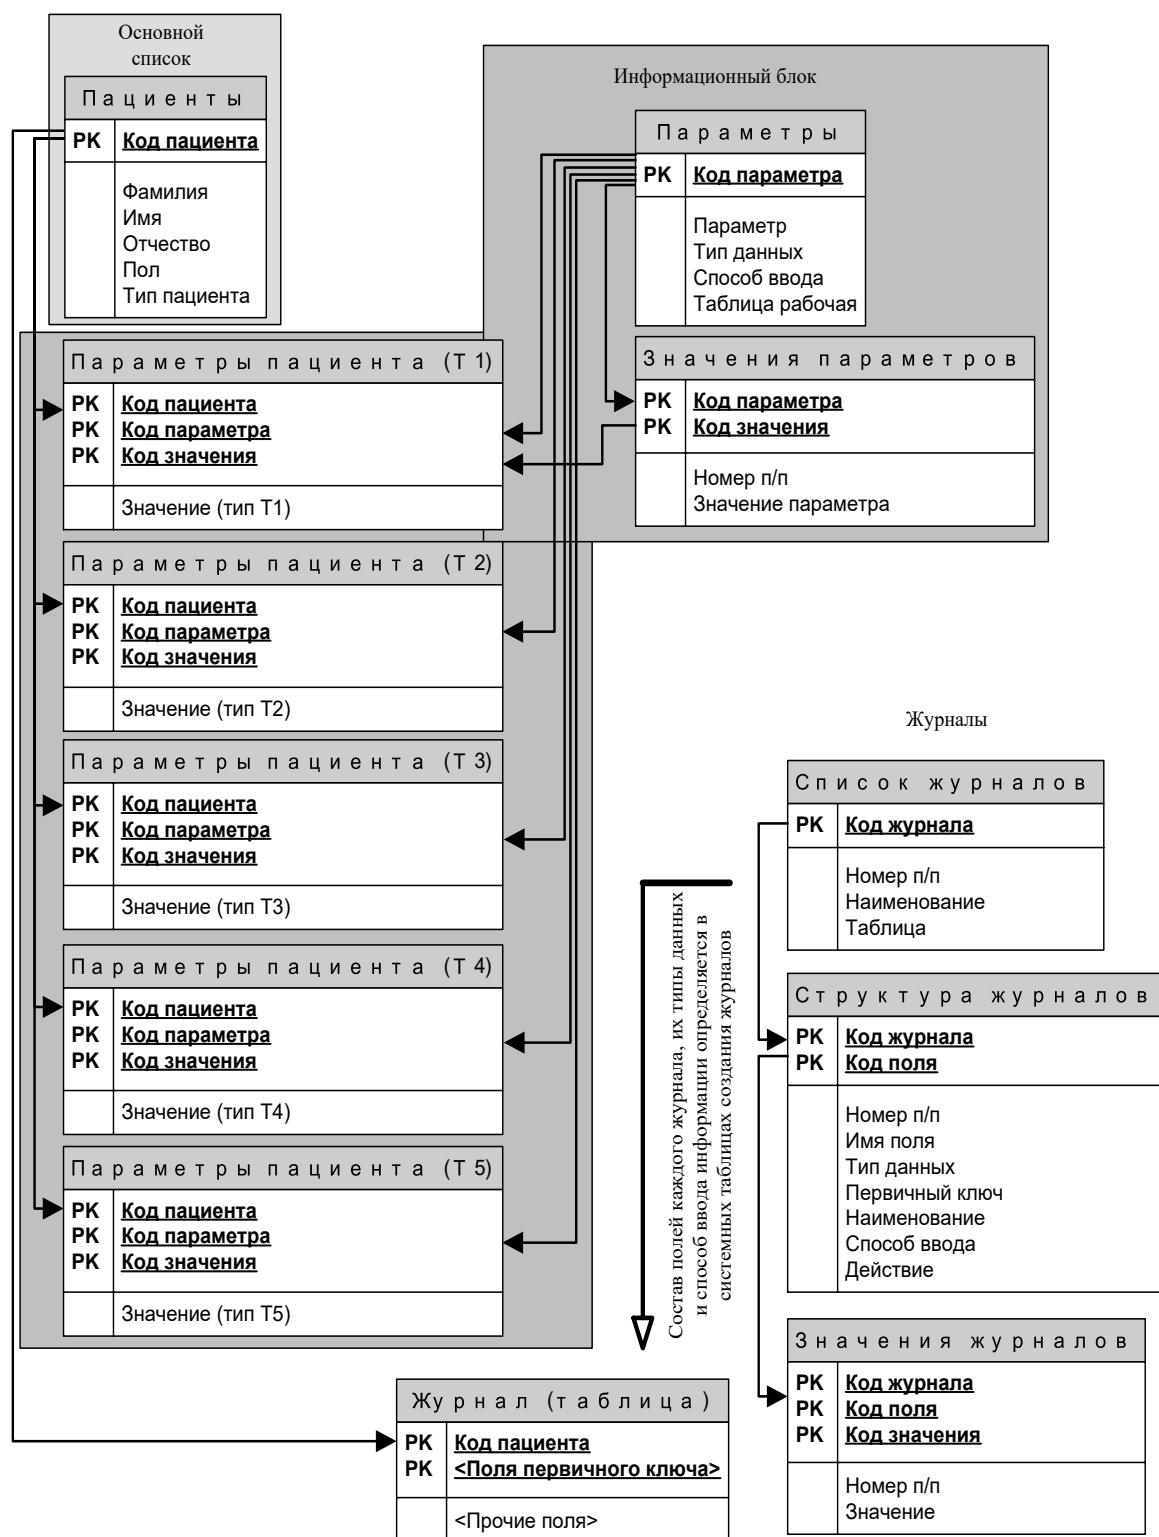 Основной
список
Пациенты
PK Код пациента
Фамилия
Имя
Отчество
Пол
Тип пациента
Информационный блок
Параметры
PK Код параметра
Параметр
Тип данных
Способ ввода
Таблица рабочая
Значения параметров
PK Код параметра
PK Код значения
Номер п/п
Значение параметра
Параметры пациента (Т 1)
PK Код пациента
PK Код параметра
PK Код значения
Значение (тип Т1)
Параметры пациента (Т 2)
PK Код пациента
PK Код параметра
PK Код значения
Значение (тип Т2)
Параметры пациента (Т 3)
PK Код пациента
PK Код параметра
PK Код значения
Значение (тип Т3)
Параметры пациента (Т 4)
PK Код пациента
PK Код параметра
PK Код значения
Значение (тип Т4)
Параметры пациента (Т 5)
PK Код пациента
PK Код параметра
PK Код значения
Значение (тип Т5)
Журналы
Список журналов
PK Код журнала
Номер п/п
Наименование
Таблица
Структура журналов
PK Код журнала
PK Код поля
Номер п/п
Имя поля
Тип данных
Первичный ключ
Наименование
Способ ввода
Действие
Значения журналов
PK Код журнала
PK Код поля
PK Код значения
Номер п/п
Значение
Состав полей каждого журнала, их типы данных
и способ ввода информации определяется в
системных таблицах создания журналов
Журнал (таблица)
PK Код пациента
PK <Поля первичного ключа>
<Прочие поля>